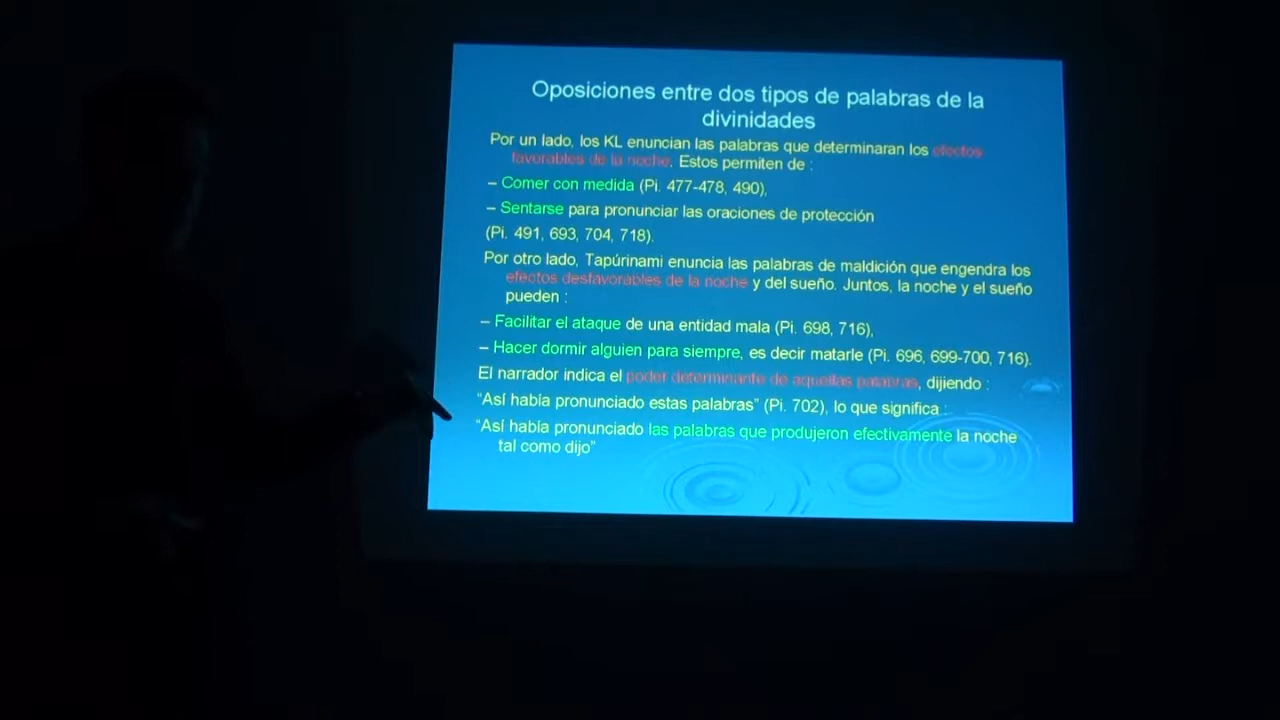 Oposiciones entre dos tipos de palabras de la
divinidades
Por un lado, los KL enuncian las palabras que determinaran los efectos
favorables de la noche. Estos permiten de :
– Comer con medida (Pi. 477-478, 490),
– Sentarse para pronunciar las oraciones de protección
(Pi. 491, 693, 704, 718).
Por otro lado, Tapúrinami enuncia las palabras de maldición que engendra los
efectos desfavorables de la noche y del sueño. Juntos, la noche y el sueño
pueden :
– Facilitar el ataque de una entidad mala (Pi. 698, 716),
– Hacer dormir alguien para siempre, es decir matarle (Pi. 696, 699-700, 716).
El narrador indica el poder determinante de aquellas palabras, dijiendo :
“Así había pronunciado estas palabras” (Pi. 702), lo que significa :
“Así había pronunciado las palabras que produjeron efectivamente la noche
tal como dijo”